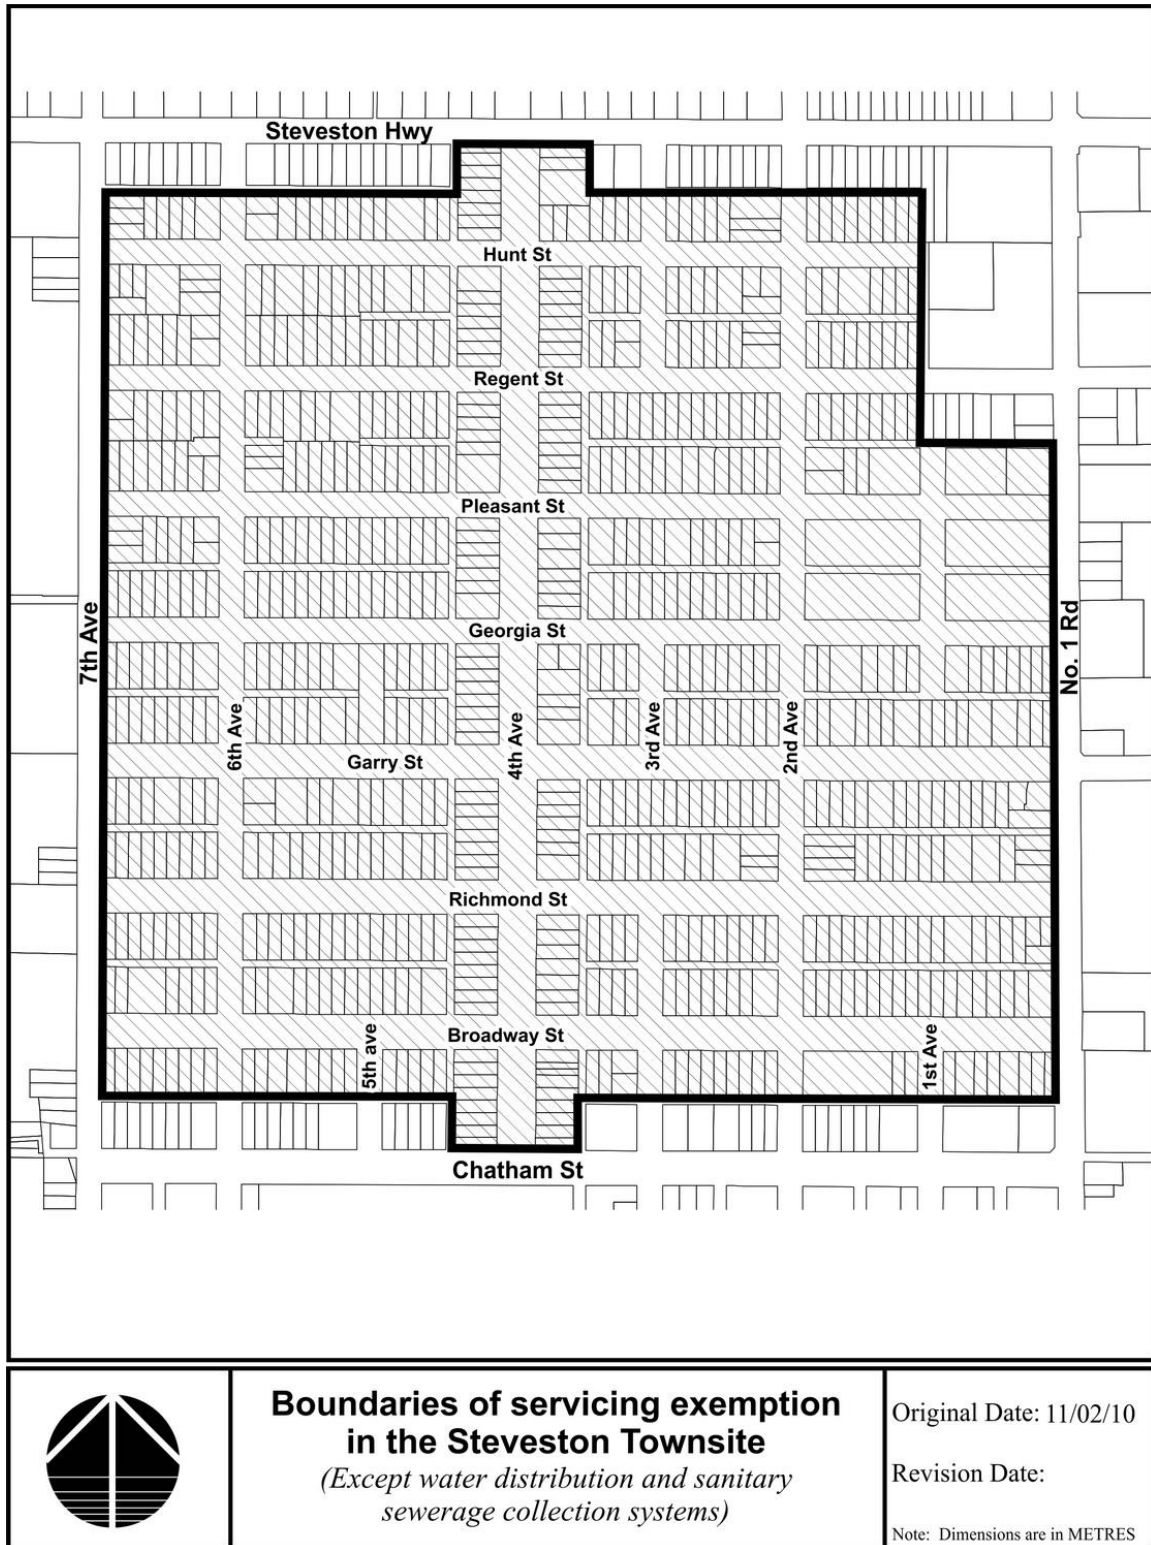 Steveston Hwy
Hunt St
Regent St
Pleasant St
Georgia St
7th Ave
No. 1 Rd
6th Ave
4th Ave
3rd Ave
2nd Ave
Garry St
Richmond St
Broadway St
5th ave
1st Ave
Chatham St
Boundaries of servicing exemption
in the Steveston Townsite
(Except water distribution and sanitary
sewerage collection systems)
Original Date: 11/02/10
Revision Date:
Note: Dimensions are in METRES